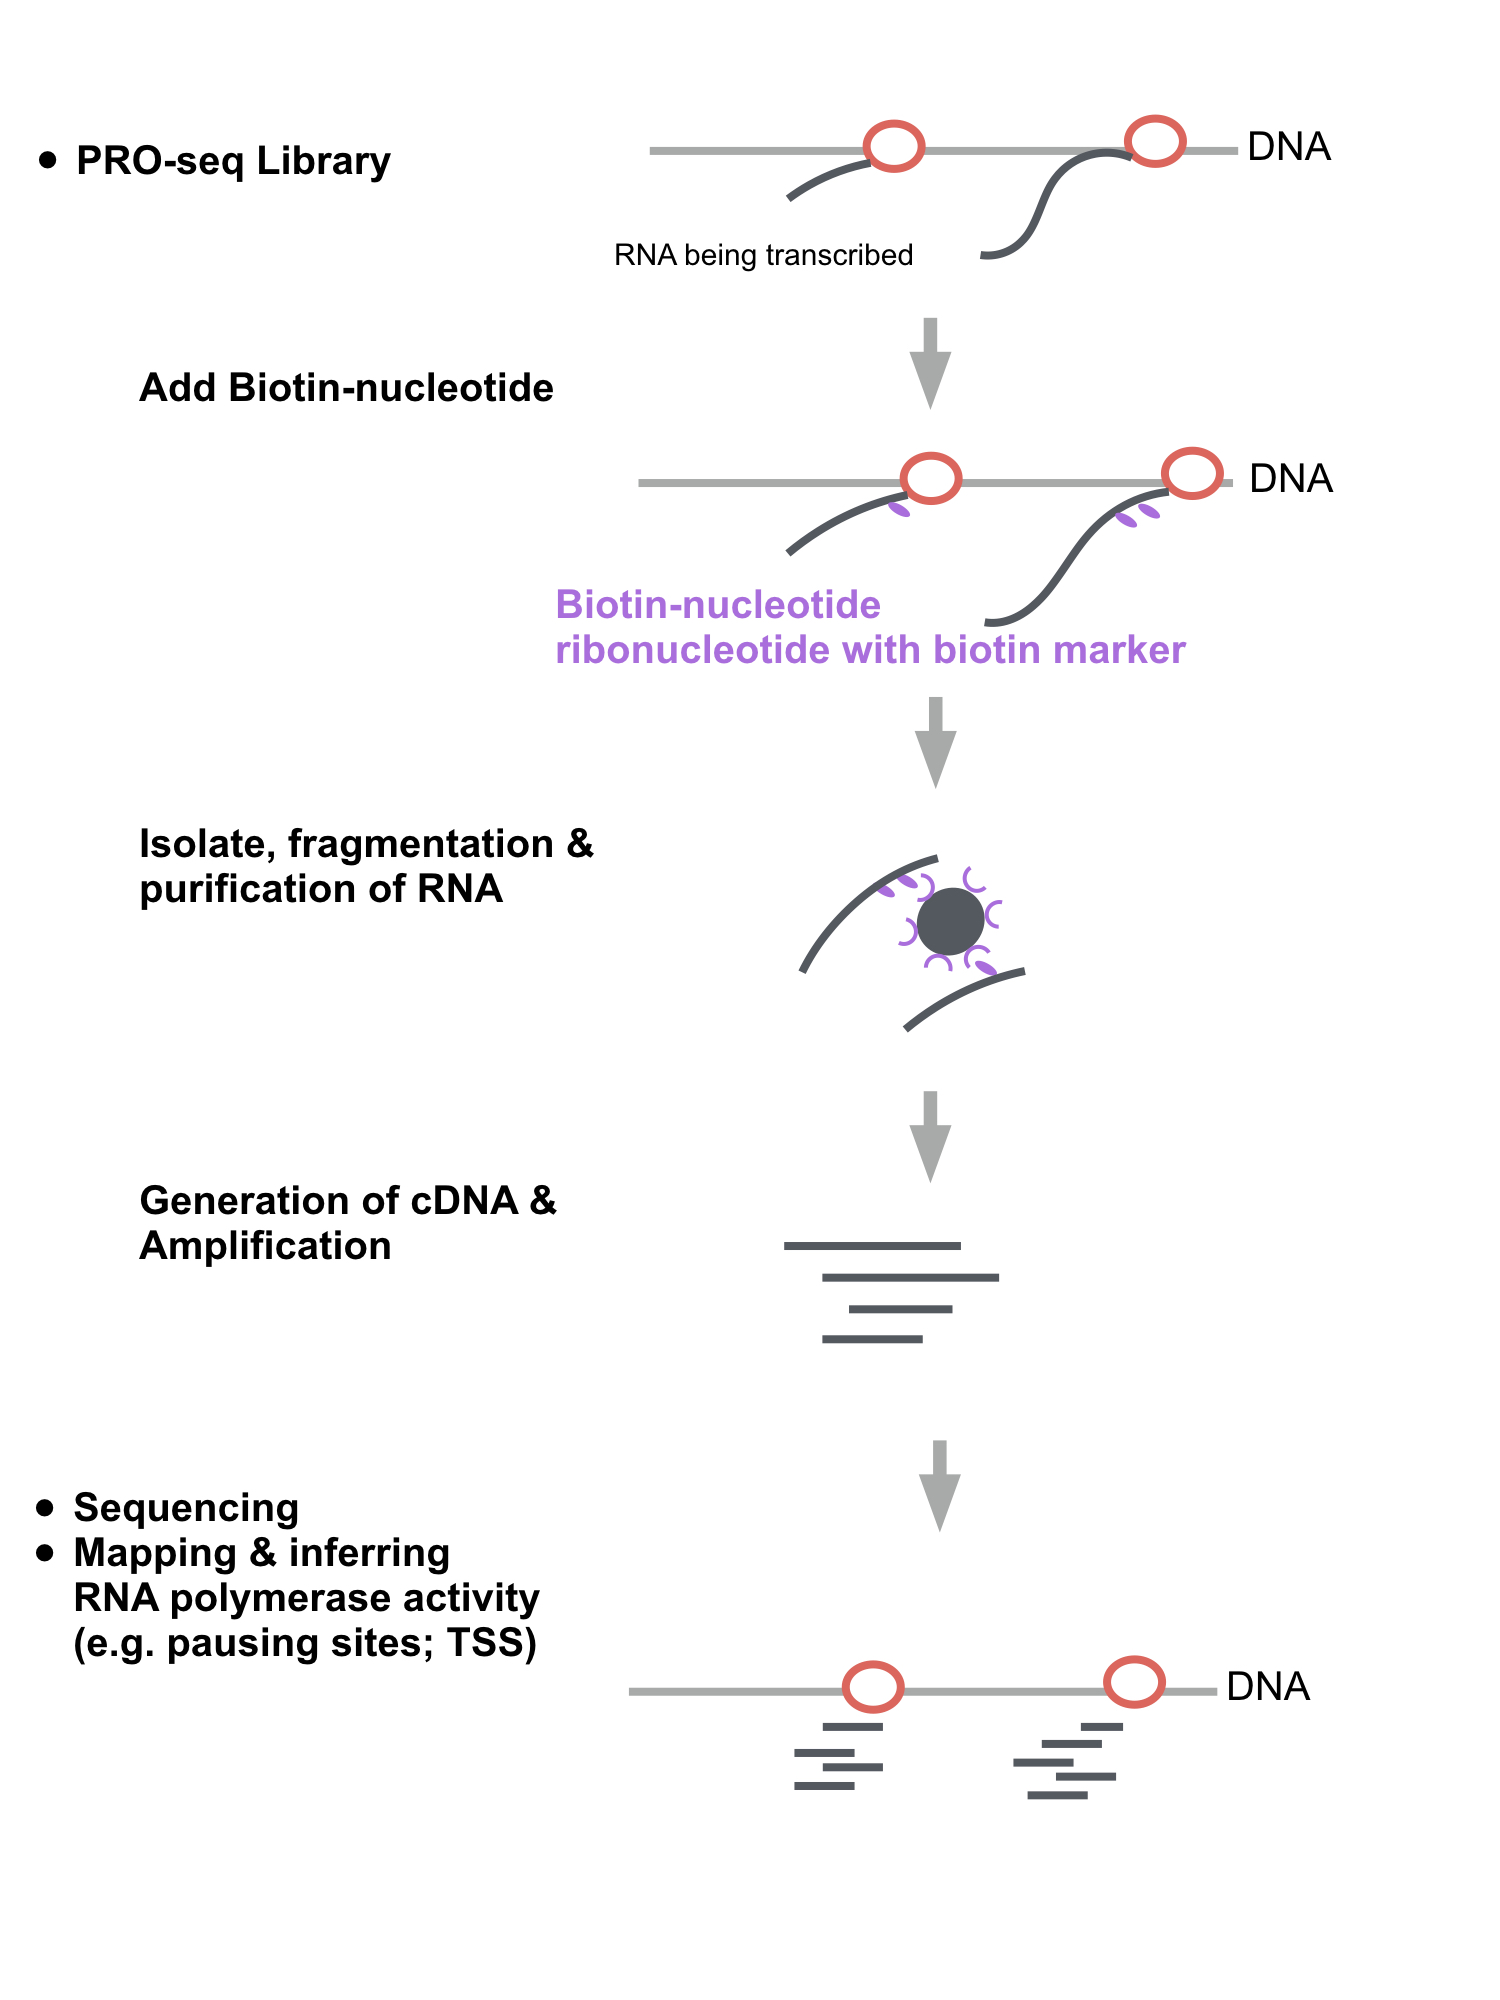 • PRO-seq Library
DNA
RNA being transcribed
Add Biotin-nucleotide
DNA
Biotin-nucleotide
ribonucleotide with biotin marker
Isolate, fragmentation &
purification of RNA
Generation of cDNA &
Amplification
• Sequencing
• Mapping & inferring
RNA polymerase activity
(e.g. pausing sites; TSS)
DNA